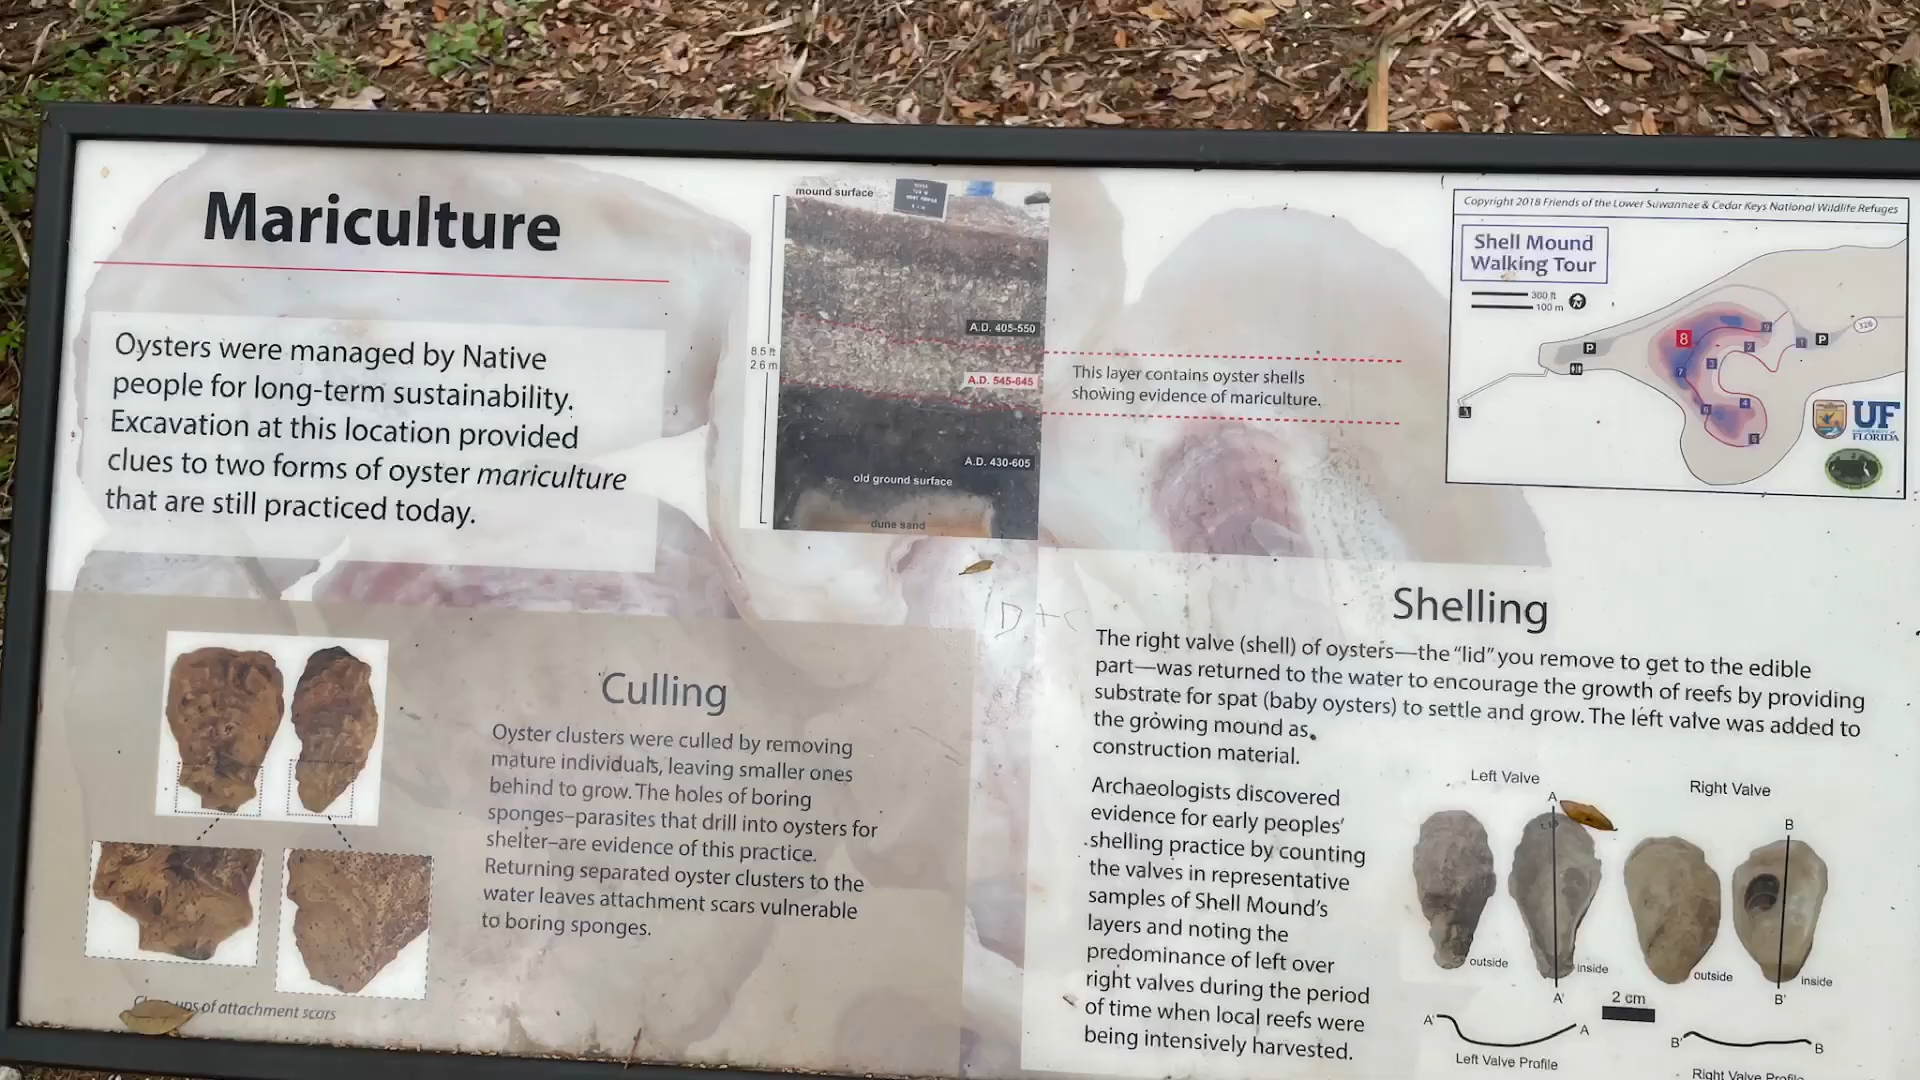 Mariculture
Oysters were managed by Native
people for long-term sustainability.
Excavation at this location provided
clues to two forms of oyster mariculture
that are still practiced today.
mound surface
8.5 ft
2.6 m
A.D. 405-550
A.D. 545-645
A.D. 430-605
old ground surface
dune sand
This layer contains oyster shells
showing evidence of mariculture.
Copyright 2018 Friends of the Lower Suwannee & Cedar Keys National Wildlife Refuges
Shell Mound
Walking Tour
300 ft
100 m
P
8
9
2
1
P
326
3
7
6
4
5
UF
FLORIDA
D+C
Culling
Oyster clusters were culled by removing
mature individuals, leaving smaller ones
behind to grow. The holes of boring
sponges–parasites that drill into oysters for
shelter–are evidence of this practice.
Returning separated oyster clusters to the
water leaves attachment scars vulnerable
to boring sponges.
of attachment scars
Shelling
The right valve (shell) of oysters—the “lid” you remove to get to the edible
part—was returned to the water to encourage the growth of reefs by providing
substrate for spat (baby oysters) to settle and grow. The left valve was added to
the growing mound as
construction material.
Archaeologists discovered
evidence for early peoples’
shelling practice by counting
the valves in representative
samples of Shell Mound’s
layers and noting the
predominance of left over
right valves during the period
of time when local reefs were
being intensively harvested.
Left Valve
Right Valve
A
B
outside
inside
outside
inside
A'
B'
2 cm
A'
A
B'
B
Left Valve Profile
Right Valve Profile